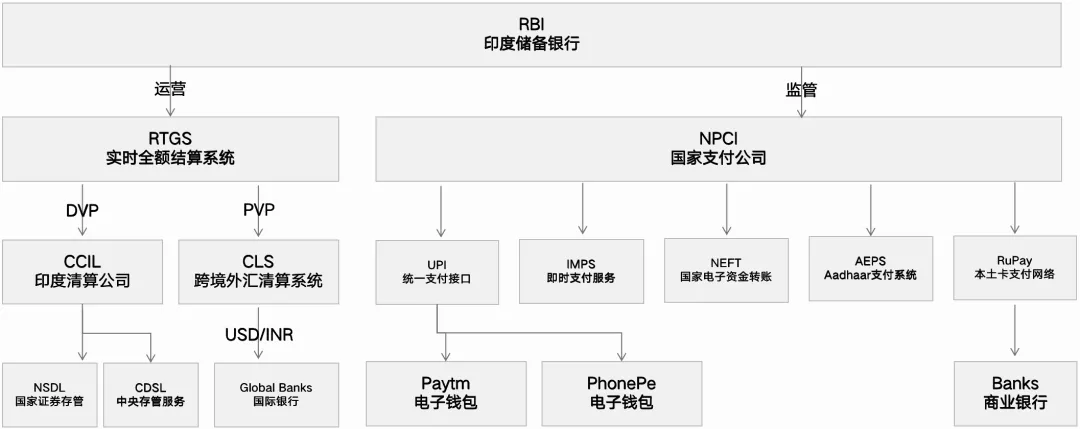 RBI
印度储备银行
运营
监管
RTGS
实时全额结算系统
NPCI
国家支付公司
DVP
PVP
CCIL
印度清算公司
CLS
跨境外汇清算系统
UPI
统一支付接口
IMPS
即时支付服务
NEFT
国家电子资金转账
AEPS
Aadhaar支付系统
RuPay
本土卡支付网络
USD/INR
NSDL
国家证券存管
CDSL
中央存管服务
Global Banks
国际银行
Paytm
电子钱包
PhonePe
电子钱包
Banks
商业银行